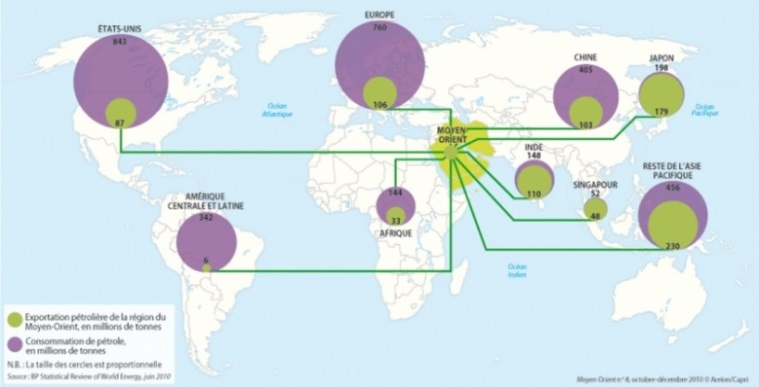 ÉTATS-UNIS
843
87
EUROPE
760
106
CHINE
405
103
JAPON
198
179
Océan
Atlantique
Océan
Pacifique
MOYEN-
ORIENT
INDE
148
110
SINGAPOUR
52
48
RESTE DE L'ASIE
PACIFIQUE
456
230
AMÉRIQUE
CENTRALE ET LATINE
342
6
144
33
AFRIQUE
Océan
Indien
Exportation pétrolière de la région du
Moyen-Orient, en millions de tonnes
Consommation de pétrole,
en millions de tonnes
N.B. : La taille des cercles est proportionnelle
Source : BP Statistical Review of World Energy, juin 2010
Moyen-Orient n° 8, octobre-décembre 2010 © Areion/Capri